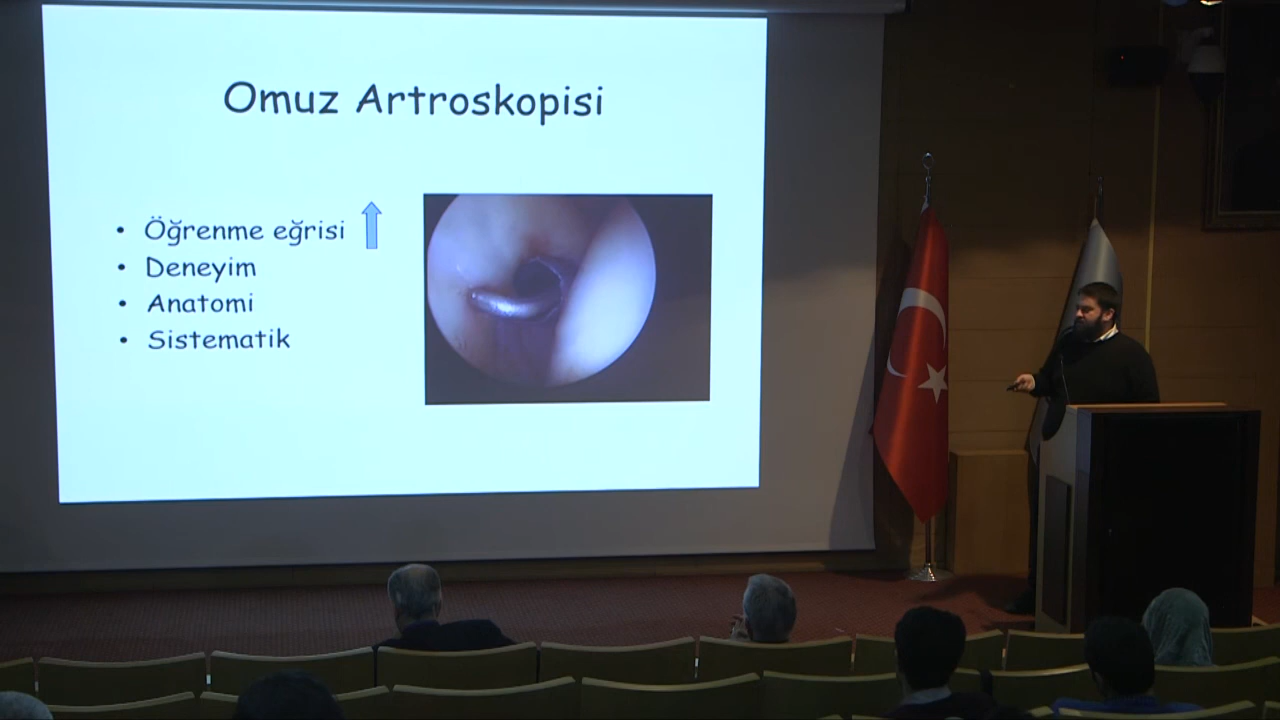 Omuz Artroskopisi
• Öğrenme eğrisi
• Deneyim
• Anatomi
• Sistematik